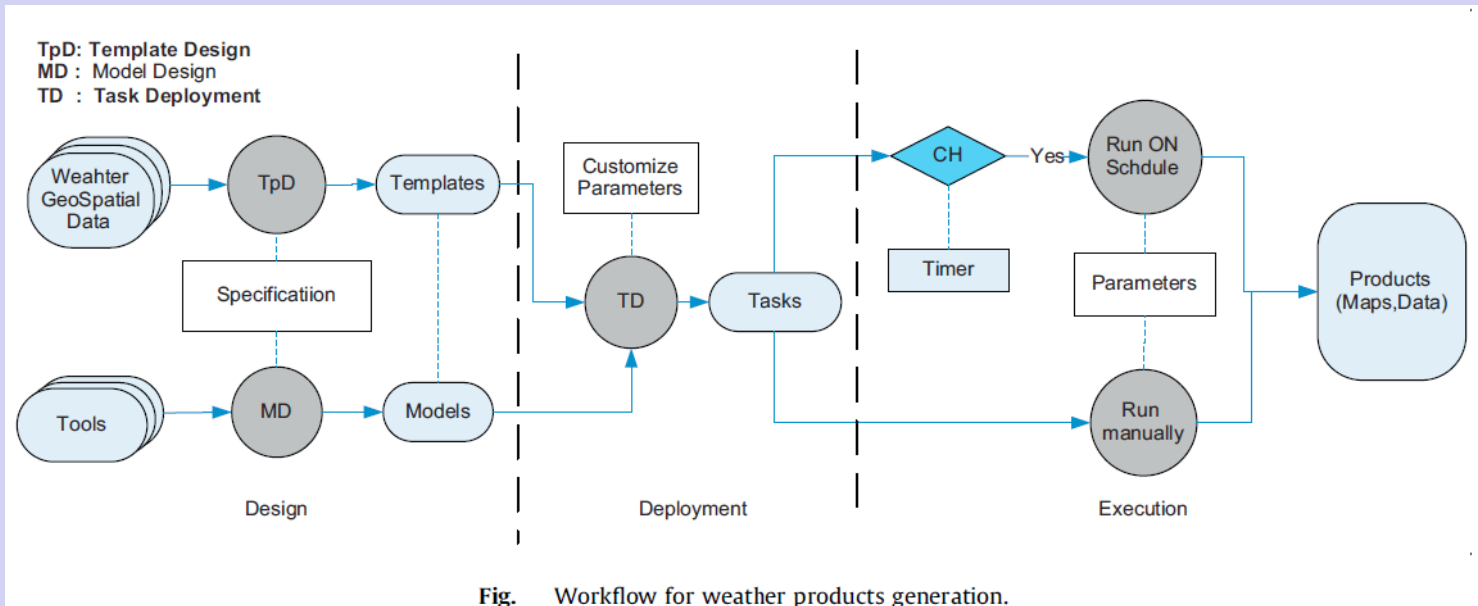 TpD: Template Design
MD : Model Design
TD : Task Deployment
Weahter
GeoSpatial
Data
TpD
Templates
Specificatiion
Tools
MD
Models
Design
Customize
Parameters
TD
Tasks
Deployment
CH
Yes
Run ON
Schdule
Timer
Parameters
Run
manually
Products
(Maps,Data)
Execution
Fig. Workflow for weather products generation.